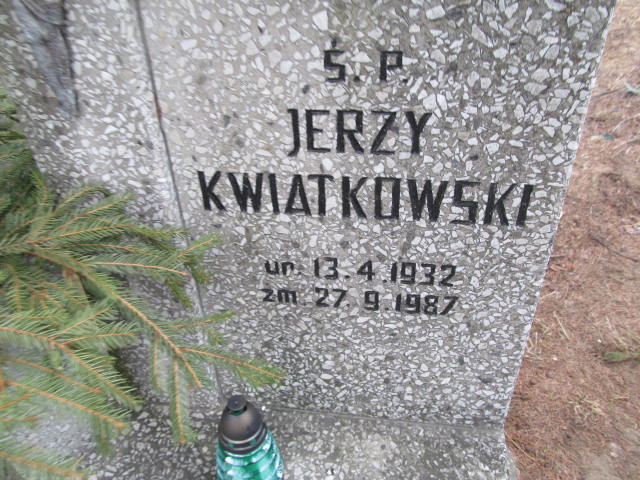 Ś. P.
JERZY
KWIATKOWSKI
ur. 13.4.1932
zm 27.9.1987